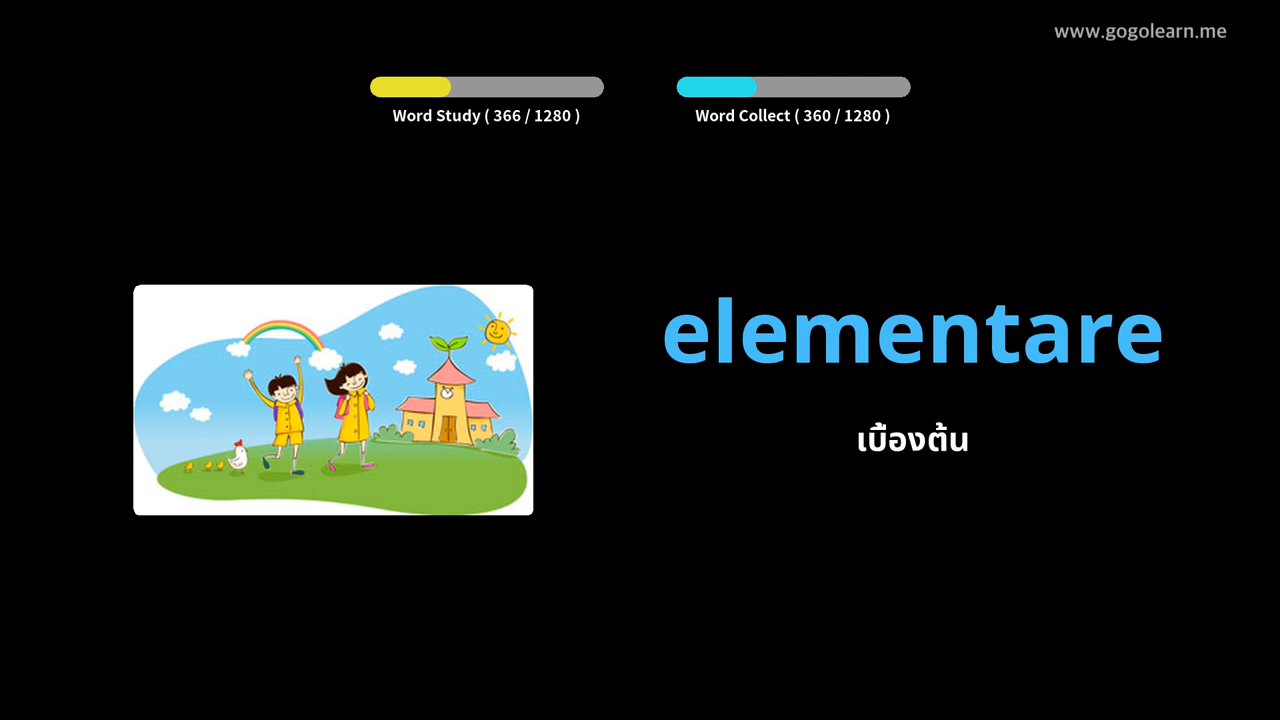 www.gogolearn.me
Word Study ( 366 / 1280 )
Word Collect ( 360 / 1280 )
elementare
เบื้องต้น